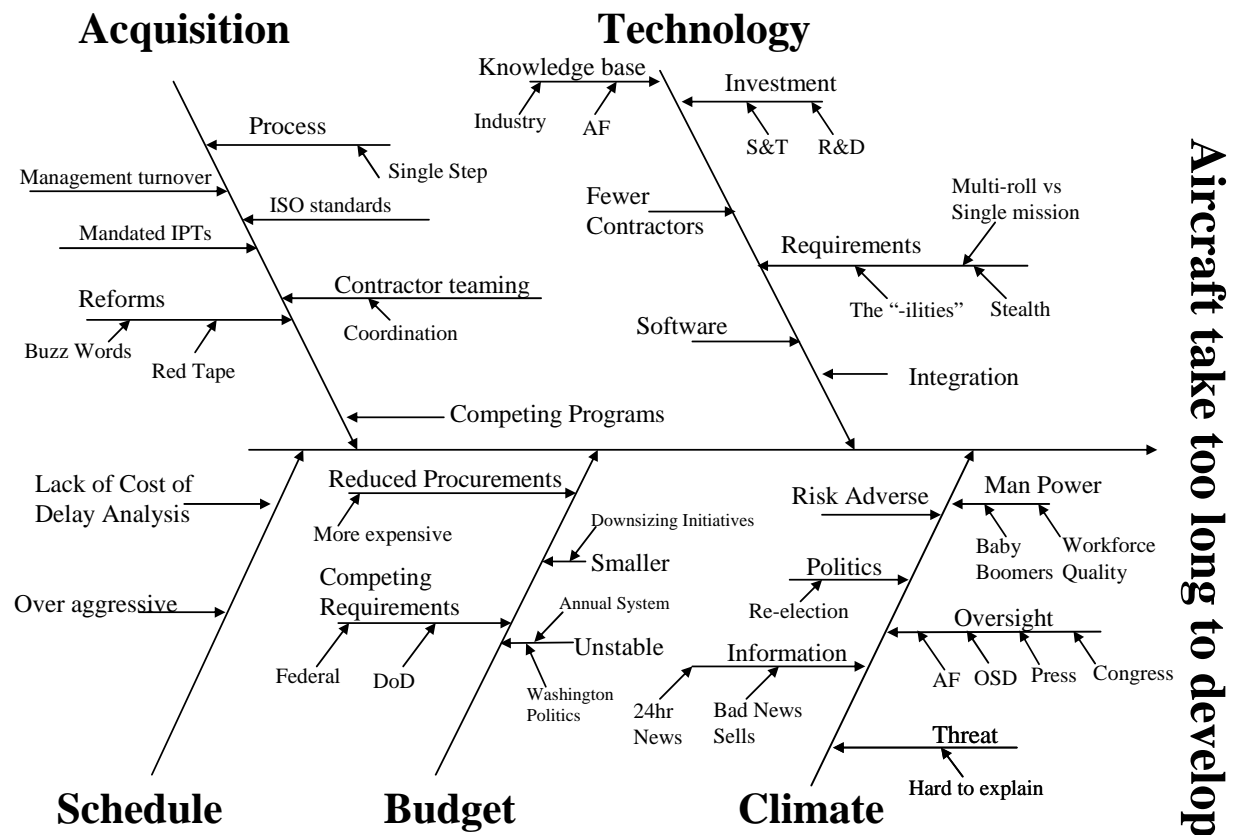 Acquisition
Technology
Knowledge base
Industry
AF
Investment
S&T
R&D
Process
Single Step
Management turnover
ISO standards
Mandated IPTs
Contractor teaming
Coordination
Reforms
Buzz Words
Red Tape
Competing Programs
Fewer
Contractors
Multi-roll vs
Single mission
Requirements
The “-ilities”
Stealth
Software
Integration
Aircraft take too long to develop
Lack of Cost of
Delay Analysis
Over aggressive
Reduced Procurements
More expensive
Downsizing Initiatives
Smaller
Competing
Requirements
Federal
DoD
Annual System
Unstable
Washington
Politics
Risk Adverse
Man Power
Baby
Boomers
Workforce
Quality
Politics
Re-election
Oversight
AF
OSD
Press
Congress
Information
24hr
News
Bad News
Sells
Threat
Hard to explain
Schedule
Budget
Climate